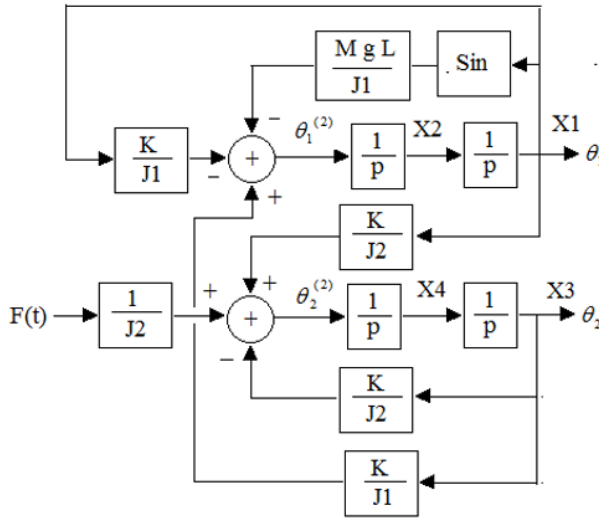 M g L
J1
Sin
−
θ₁⁽²⁾
X2
X1
K
J1
−
+
1
p
1
p
θ
+
K
J2
F(t)
1
J2
+
+
+
θ₂⁽²⁾
1
p
X4
1
p
X3
θ₂
−
K
J2
K
J1